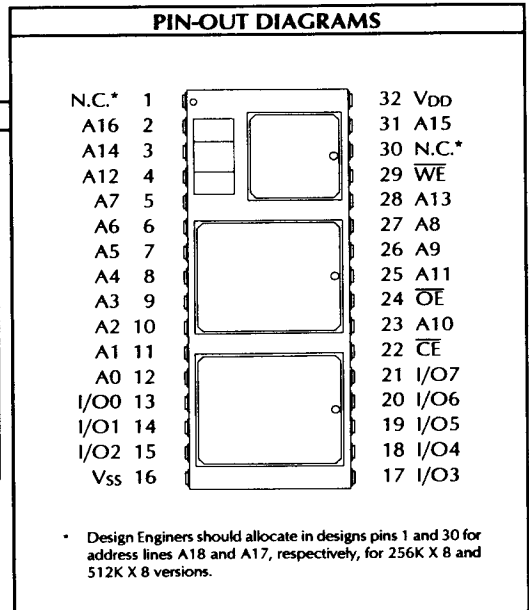 PIN-OUT DIAGRAMS
N.C.* 1 32 VDD
A16 2 31 A15
A14 3 30 N.C.*
A12 4 29 WE
A7 5 28 A13
A6 6 27 A8
A5 7 26 A9
A4 8 25 A11
A3 9 24 OE
A2 10 23 A10
A1 11 22 CE
A0 12 21 I/O7
I/O0 13 20 I/O6
I/O1 14 19 I/O5
I/O2 15 18 I/O4
VSS 16 17 I/O3
* Design Enginers should allocate in designs pins 1 and 30 for
address lines A18 and A17, respectively, for 256K X 8 and
512K X 8 versions.